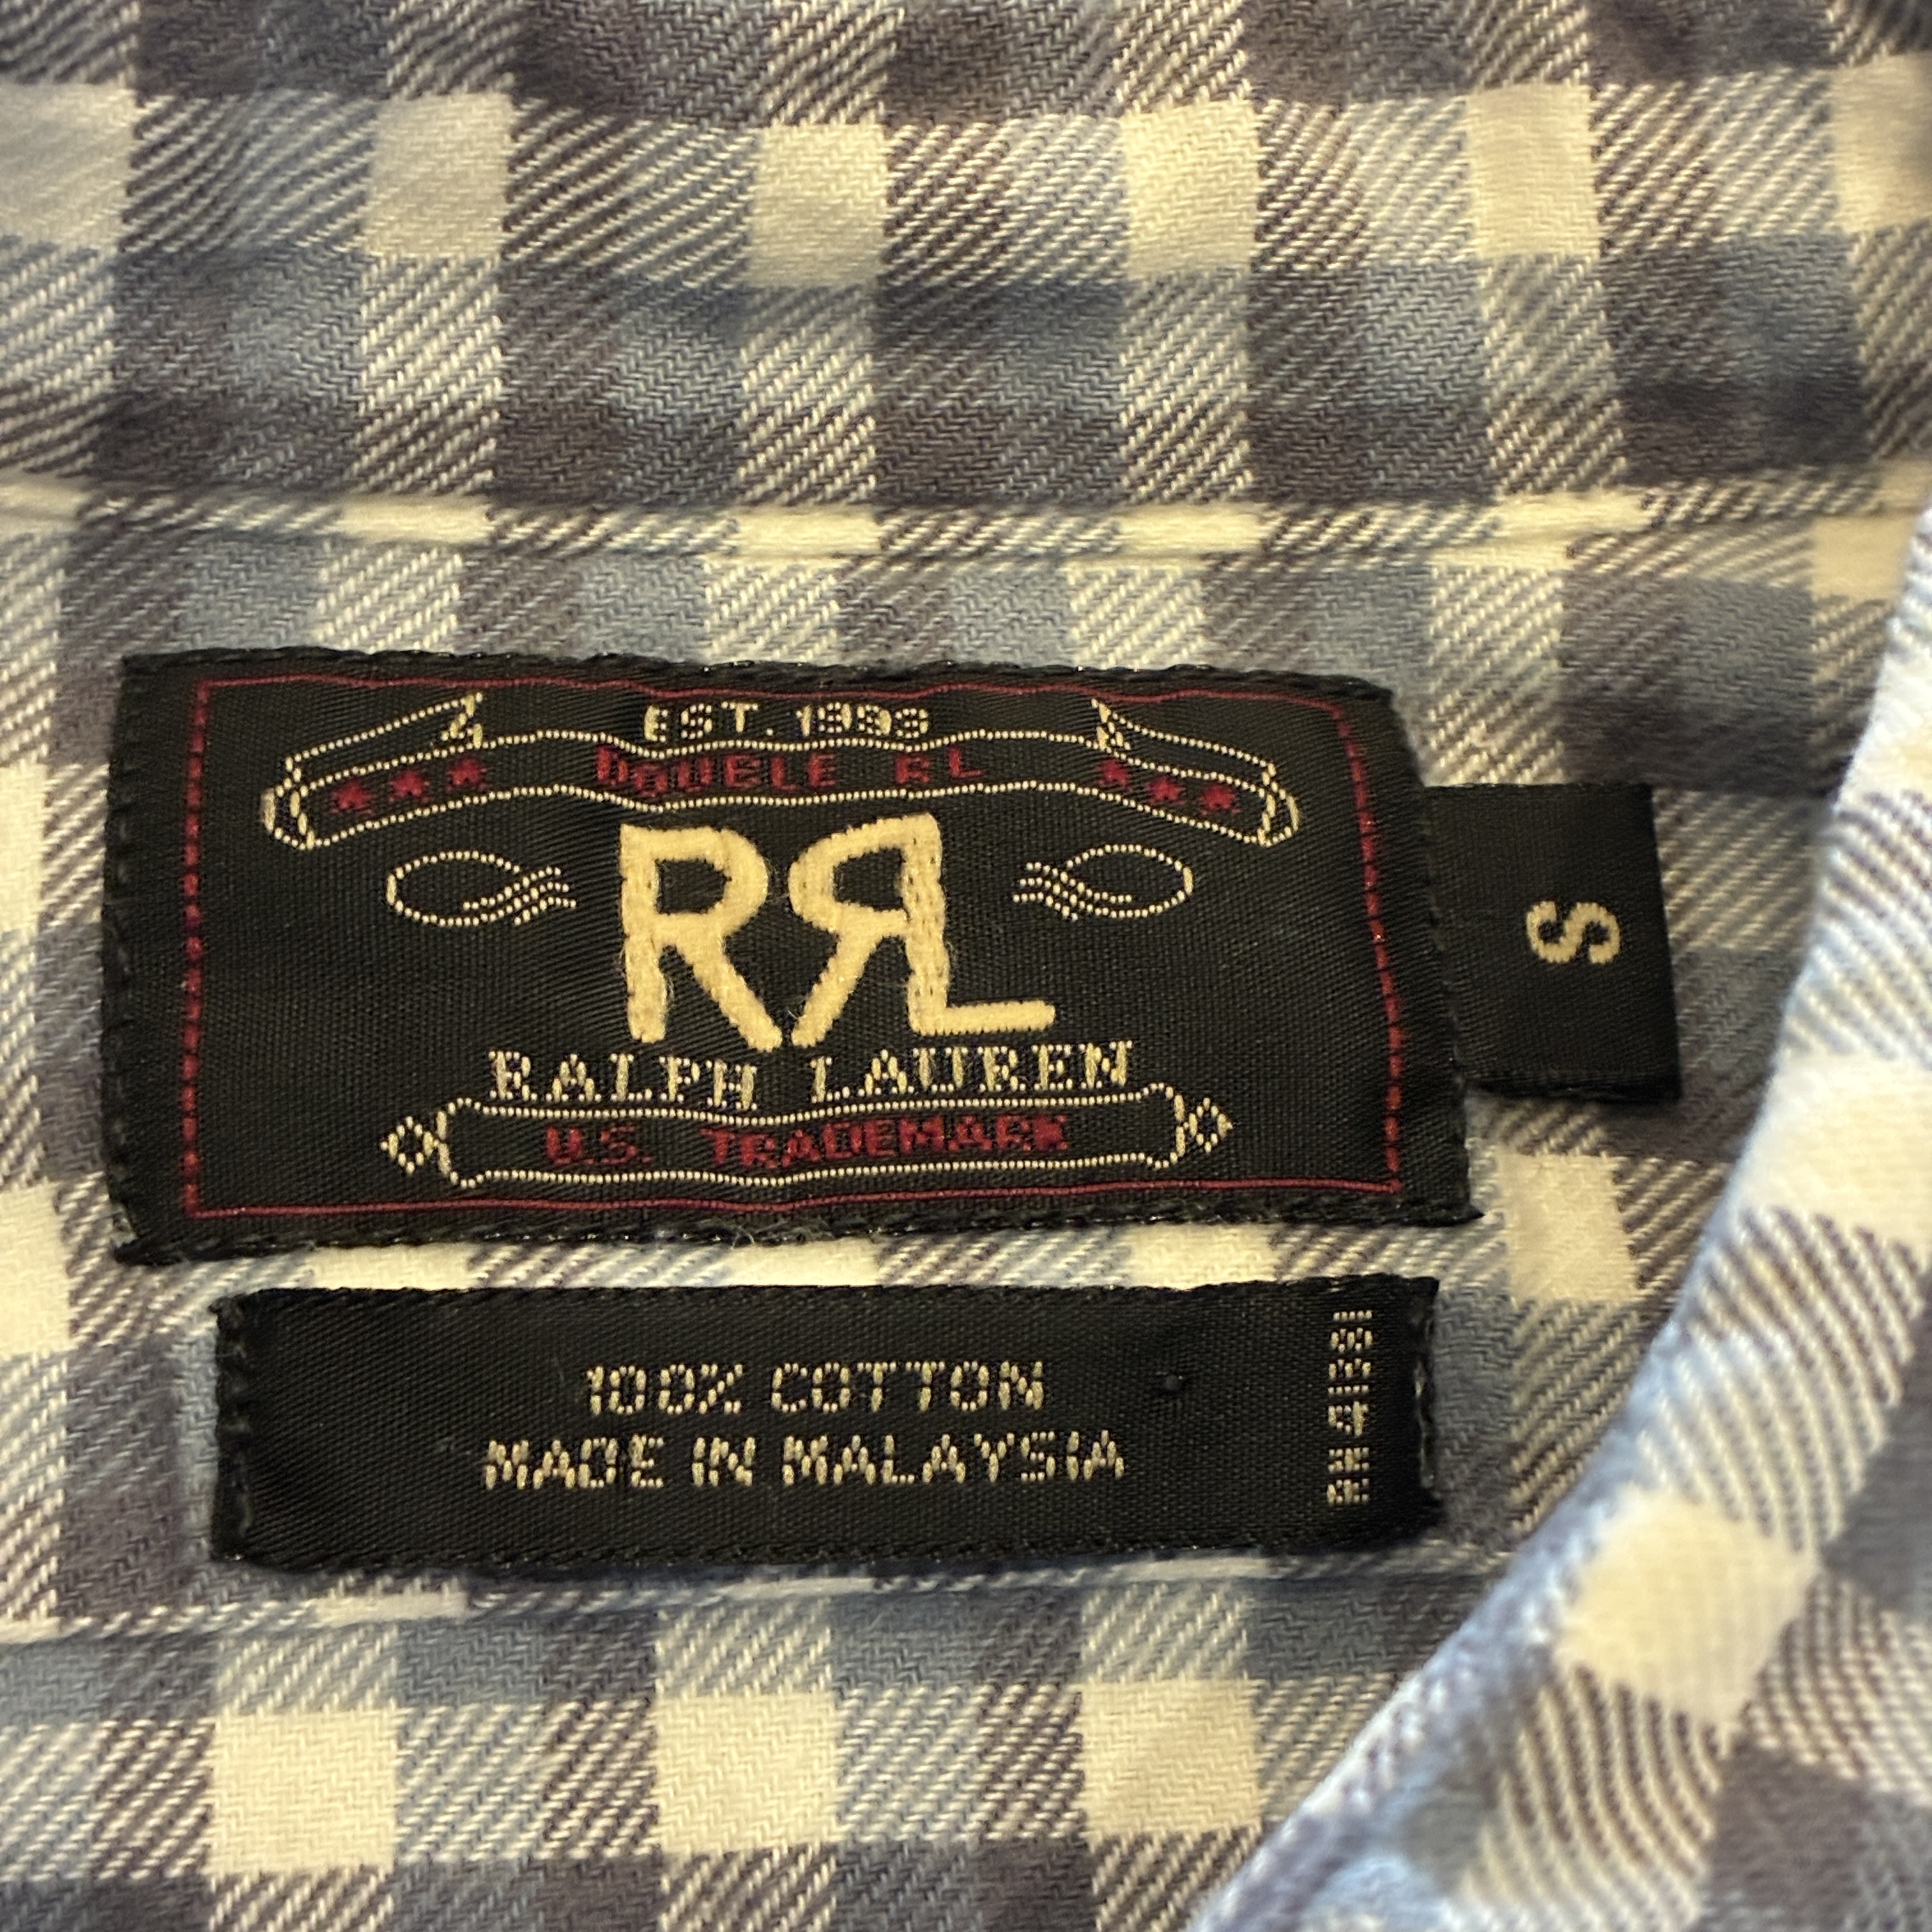 EST. 1993
DOUBLE RL
RRL
RALPH LAUREN
U.S. TRADEMARK
S
100% COTTON
MADE IN MALAYSIA